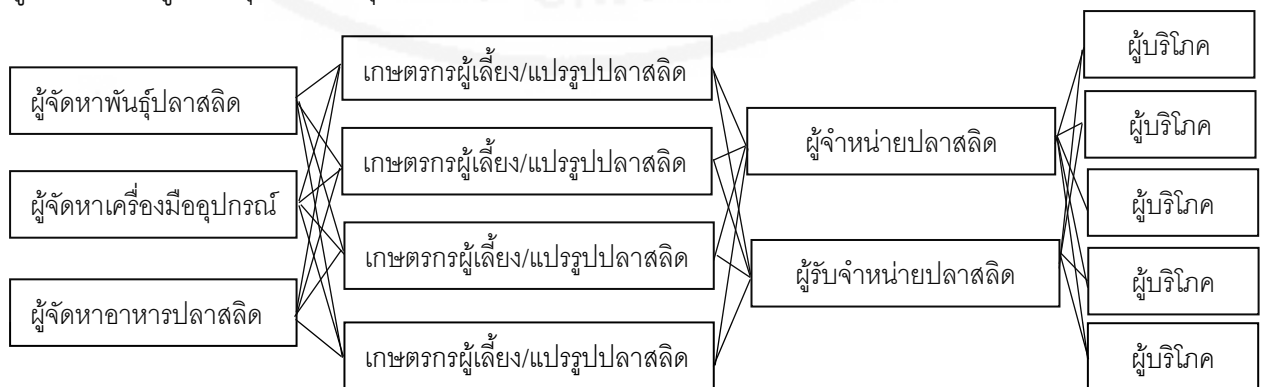 ผู้จัดหาพันธุ์ปลาสลิด
ผู้จัดหาเครื่องมืออุปกรณ์
ผู้จัดหาอาหารปลาสลิด
เกษตรกรผู้เลี้ยง/แปรรูปปลาสลิด
เกษตรกรผู้เลี้ยง/แปรรูปปลาสลิด
เกษตรกรผู้เลี้ยง/แปรรูปปลาสลิด
เกษตรกรผู้เลี้ยง/แปรรูปปลาสลิด
ผู้จำหน่ายปลาสลิด
ผู้รับจำหน่ายปลาสลิด
ผู้บริโภค
ผู้บริโภค
ผู้บริโภค
ผู้บริโภค
ผู้บริโภค